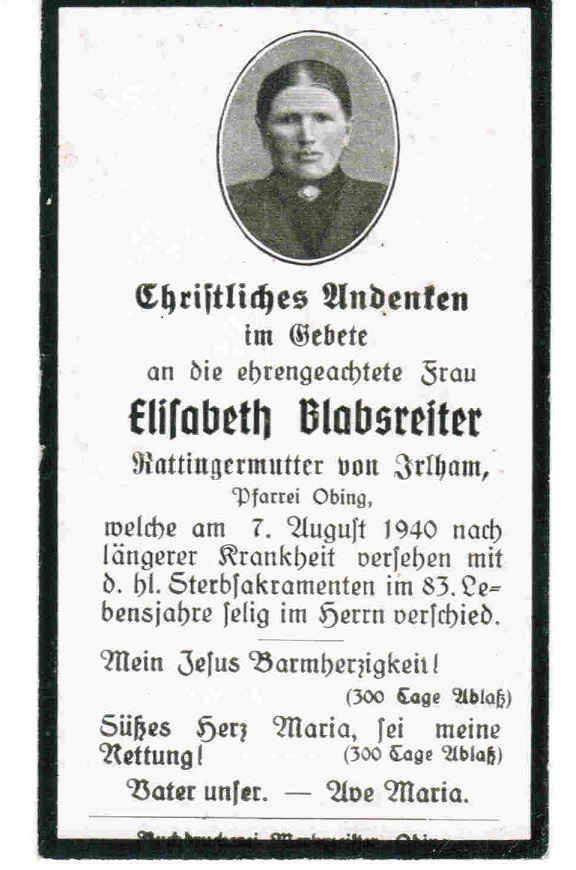 Christliches Andenken
im Gebete
an die ehrengeachtete Frau
Elisabeth Blabsreiter
Rattingermutter von Irlham,
Pfarrei Obing,
welche am 7. August 1940 nach
längerer Krankheit versehen mit
d. hl. Sterbsakramenten im 83. Le=
bensjahre selig im Herrn verschied.
Mein Jesus Barmherzigkeit!
(300 Tage Ablaß)
Süßes Herz Maria, sei meine
Rettung! (300 Tage Ablaß)
Vater unser. — Ave Maria.
Buchdruckerei